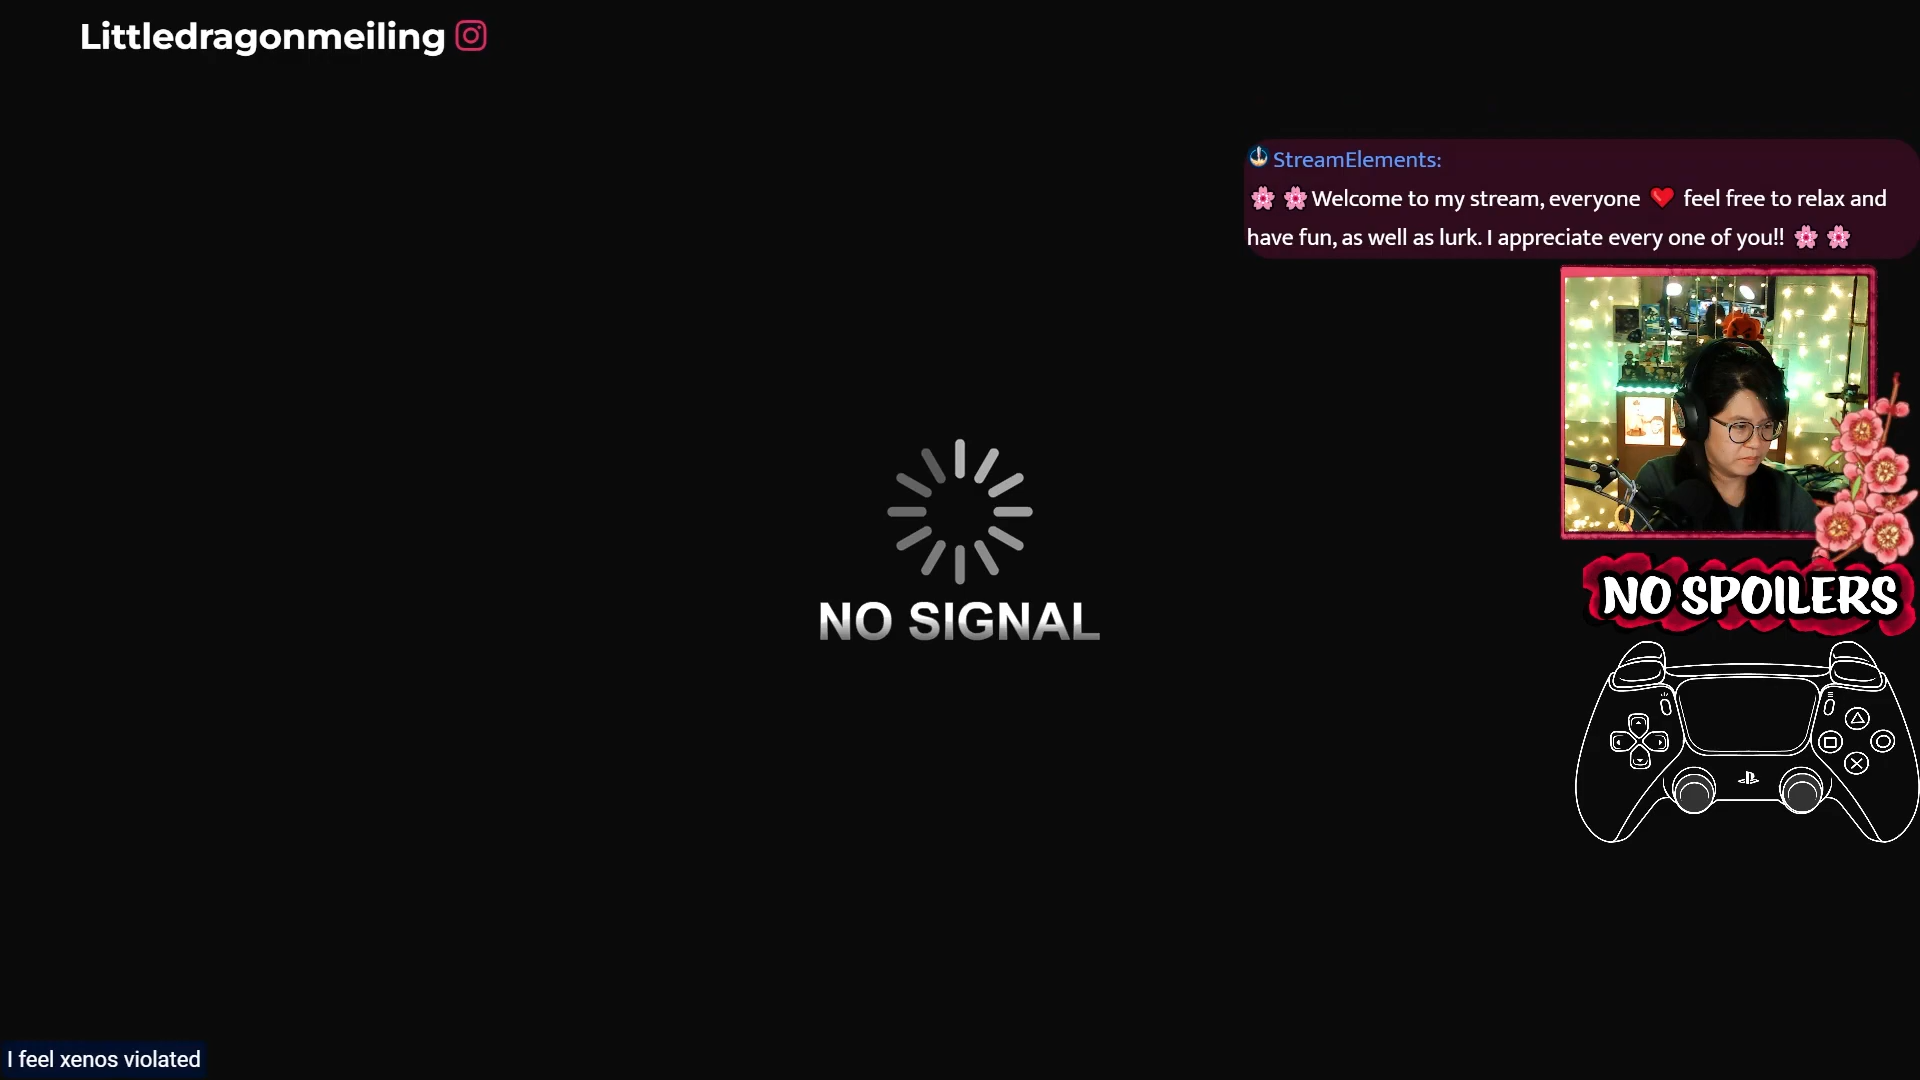 Littledragonmeiling
StreamElements:
🌸 🌸 Welcome to my stream, everyone ❤️ feel free to relax and
have fun, as well as lurk. I appreciate every one of you!! 🌸 🌸
NO SPOILERS
NO SIGNAL
I feel xenos violated